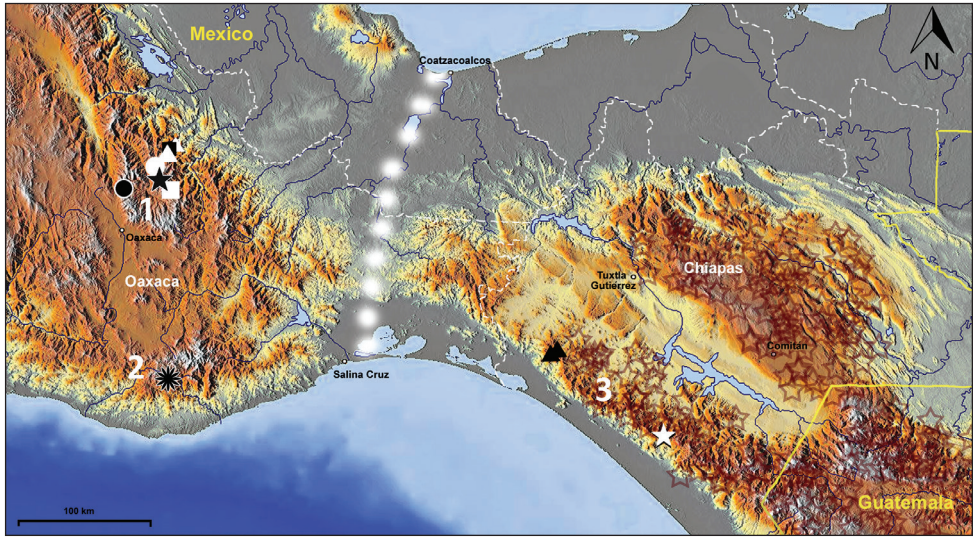 Mexico
N
Coatzacoalcos
1
Oaxaca
Oaxaca
Chiapas
Tuxtla
Gutiérrez
Comitán
2
Salina Cruz
3
Guatemala
100 km